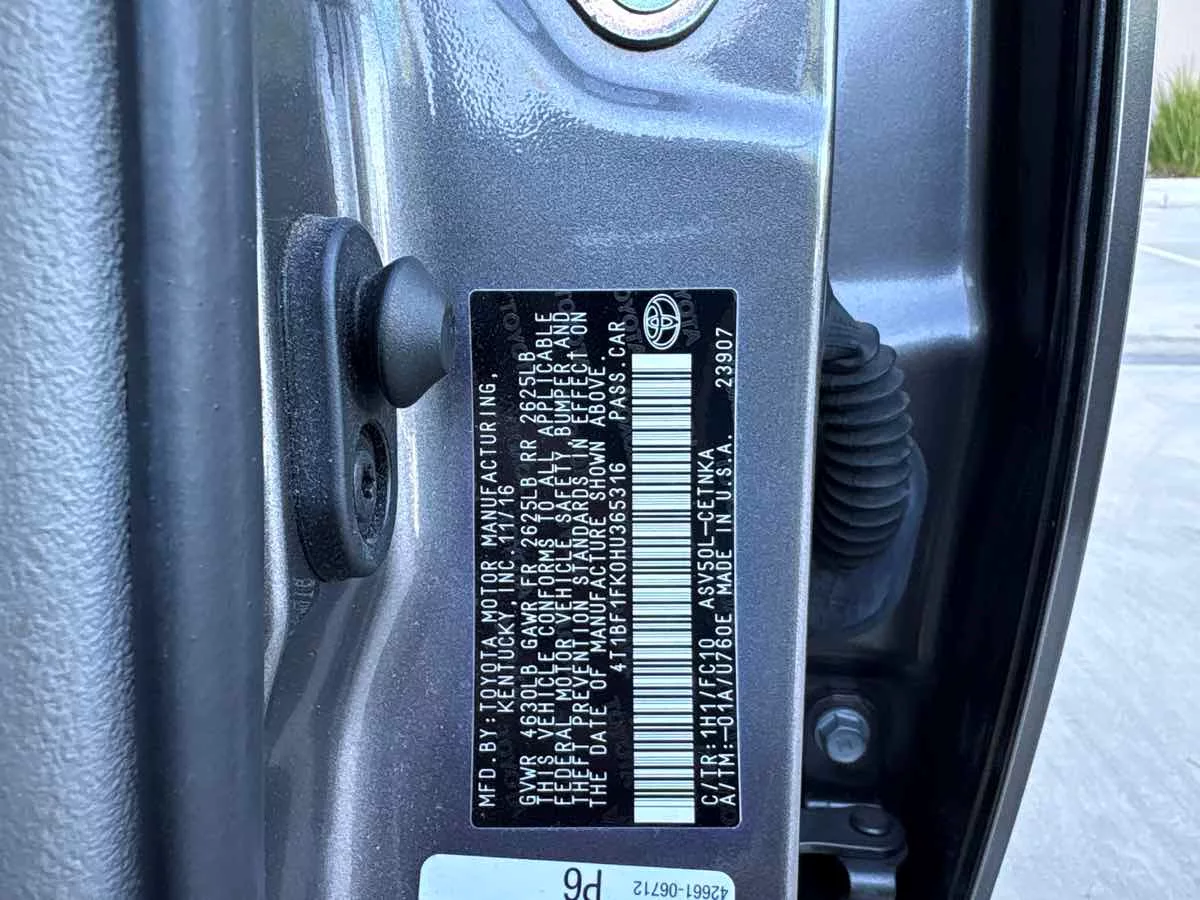 MFD.BY:TOYOTA MOTOR MANUFACTURING,
KENTUCKY,INC.11/16
GVWR 4630LB GAWR FR 2625LB RR 2625LB
THIS VEHICLE CONFORMS TO ALL APPLICABLE
FEDERAL MOTOR VEHICLE SAFETY,BUMPER,AND
THEFT PREVENTION STANDARDS IN EFFECT ON
THE DATE OF MANUFACTURE SHOWN ABOVE.
4T1BF1FK0HU365316 PASS.CAR
C/TR:1H1/FC10 ASV50L-CETNKA
A/TM:-01A/U760E MADE IN U.S.A. 23907
P6
42661-06712